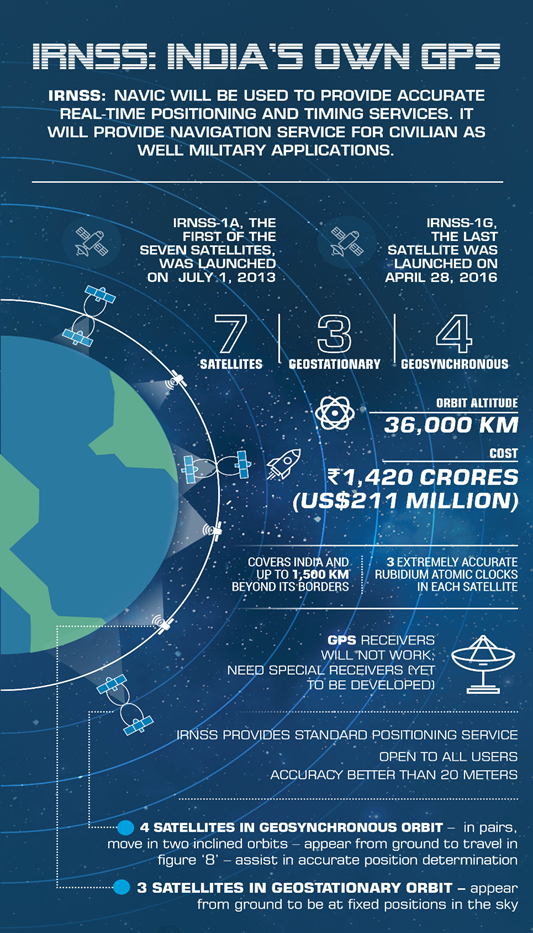 IRNSS: INDIA'S OWN GPS
IRNSS: NAVIC WILL BE USED TO PROVIDE ACCURATE
REAL-TIME POSITIONING AND TIMING SERVICES. IT
WILL PROVIDE NAVIGATION SERVICE FOR CIVILIAN AS
WELL MILITARY APPLICATIONS.
IRNSS-1A, THE
FIRST OF THE
SEVEN SATELLITES,
WAS LAUNCHED
ON JULY 1, 2013
IRNSS-1G,
THE LAST
SATELLITE WAS
LAUNCHED ON
APRIL 28, 2016
7
SATELLITES
3
GEOSTATIONARY
4
GEOSYNCHRONOUS
ORBIT ALTITUDE
36,000 KM
COST
₹1,420 CRORES
(US$211 MILLION)
COVERS INDIA AND
UP TO 1,500 KM
BEYOND ITS BORDERS
3 EXTREMELY ACCURATE
RUBIDIUM ATOMIC CLOCKS
IN EACH SATELLITE
GPS RECEIVERS
WILL NOT WORK;
NEED SPECIAL RECEIVERS (YET
TO BE DEVELOPED)
IRNSS PROVIDES STANDARD POSITIONING SERVICE
OPEN TO ALL USERS
ACCURACY BETTER THAN 20 METERS
4 SATELLITES IN GEOSYNCHRONOUS ORBIT – in pairs,
move in two inclined orbits – appear from ground to travel in
figure '8' – assist in accurate position determination
3 SATELLITES IN GEOSTATIONARY ORBIT – appear
from ground to be at fixed positions in the sky